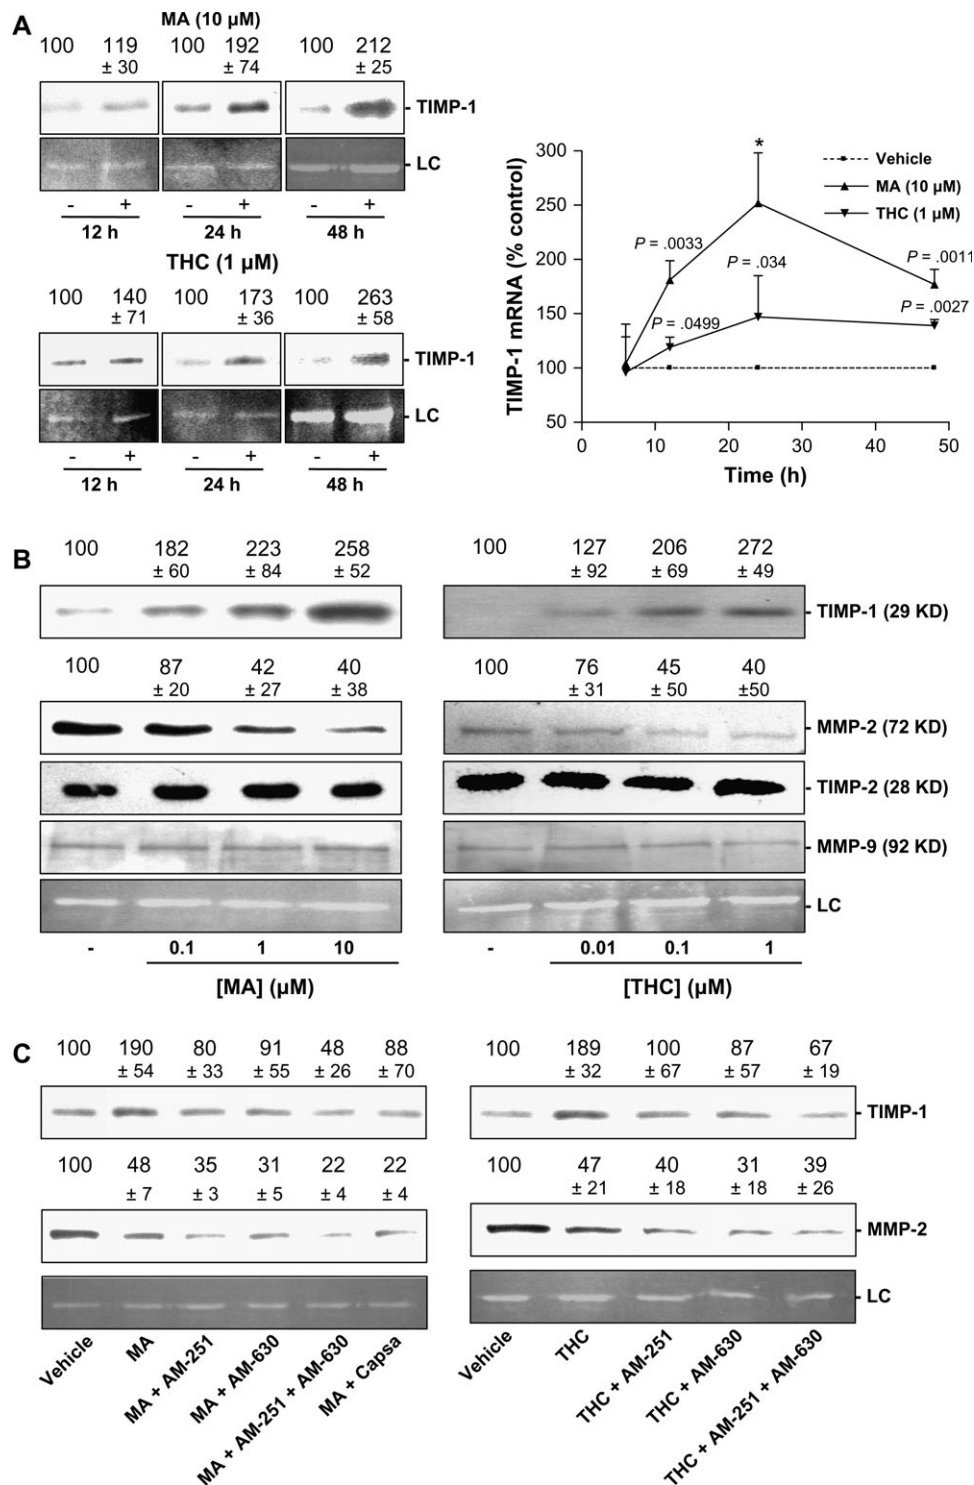 A
MA (10 µM)
100 119 ± 30 100 192 ± 74 100 212 ± 25
TIMP-1
LC
- + - + - +
12 h 24 h 48 h
THC (1 µM)
100 140 ± 71 100 173 ± 36 100 263 ± 58
TIMP-1
LC
- + - + - +
12 h 24 h 48 h
TIMP-1 mRNA (% control)
300
250
200
150
100
50
0 10 20 30 40 50
Time (h)
Vehicle
MA (10 µM)
THC (1 µM)
*
P = .0033
P = .034
P = .0499
P = .0011
P = .0027
B
100 182 ± 60 223 ± 84 258 ± 52
100 127 ± 92 206 ± 69 272 ± 49
TIMP-1 (29 KD)
100 87 ± 20 42 ± 27 40 ± 38
100 76 ± 31 45 ± 50 40 ±50
MMP-2 (72 KD)
TIMP-2 (28 KD)
MMP-9 (92 KD)
LC
- 0.1 1 10
[MA] (µM)
- 0.01 0.1 1
[THC] (µM)
C
100 190 ± 54 80 ± 33 91 ± 55 48 ± 26 88 ± 70
100 189 ± 32 100 ± 67 87 ± 57 67 ± 19
TIMP-1
100 48 ± 7 35 ± 3 31 ± 5 22 ± 4 22 ± 4
100 47 ± 21 40 ± 18 31 ± 18 39 ± 26
MMP-2
LC
Vehicle
MA
MA + AM-251
MA + AM-630
MA + AM-251 + AM-630
MA + Capsa
Vehicle
THC
THC + AM-251
THC + AM-630
THC + AM-251 + AM-630